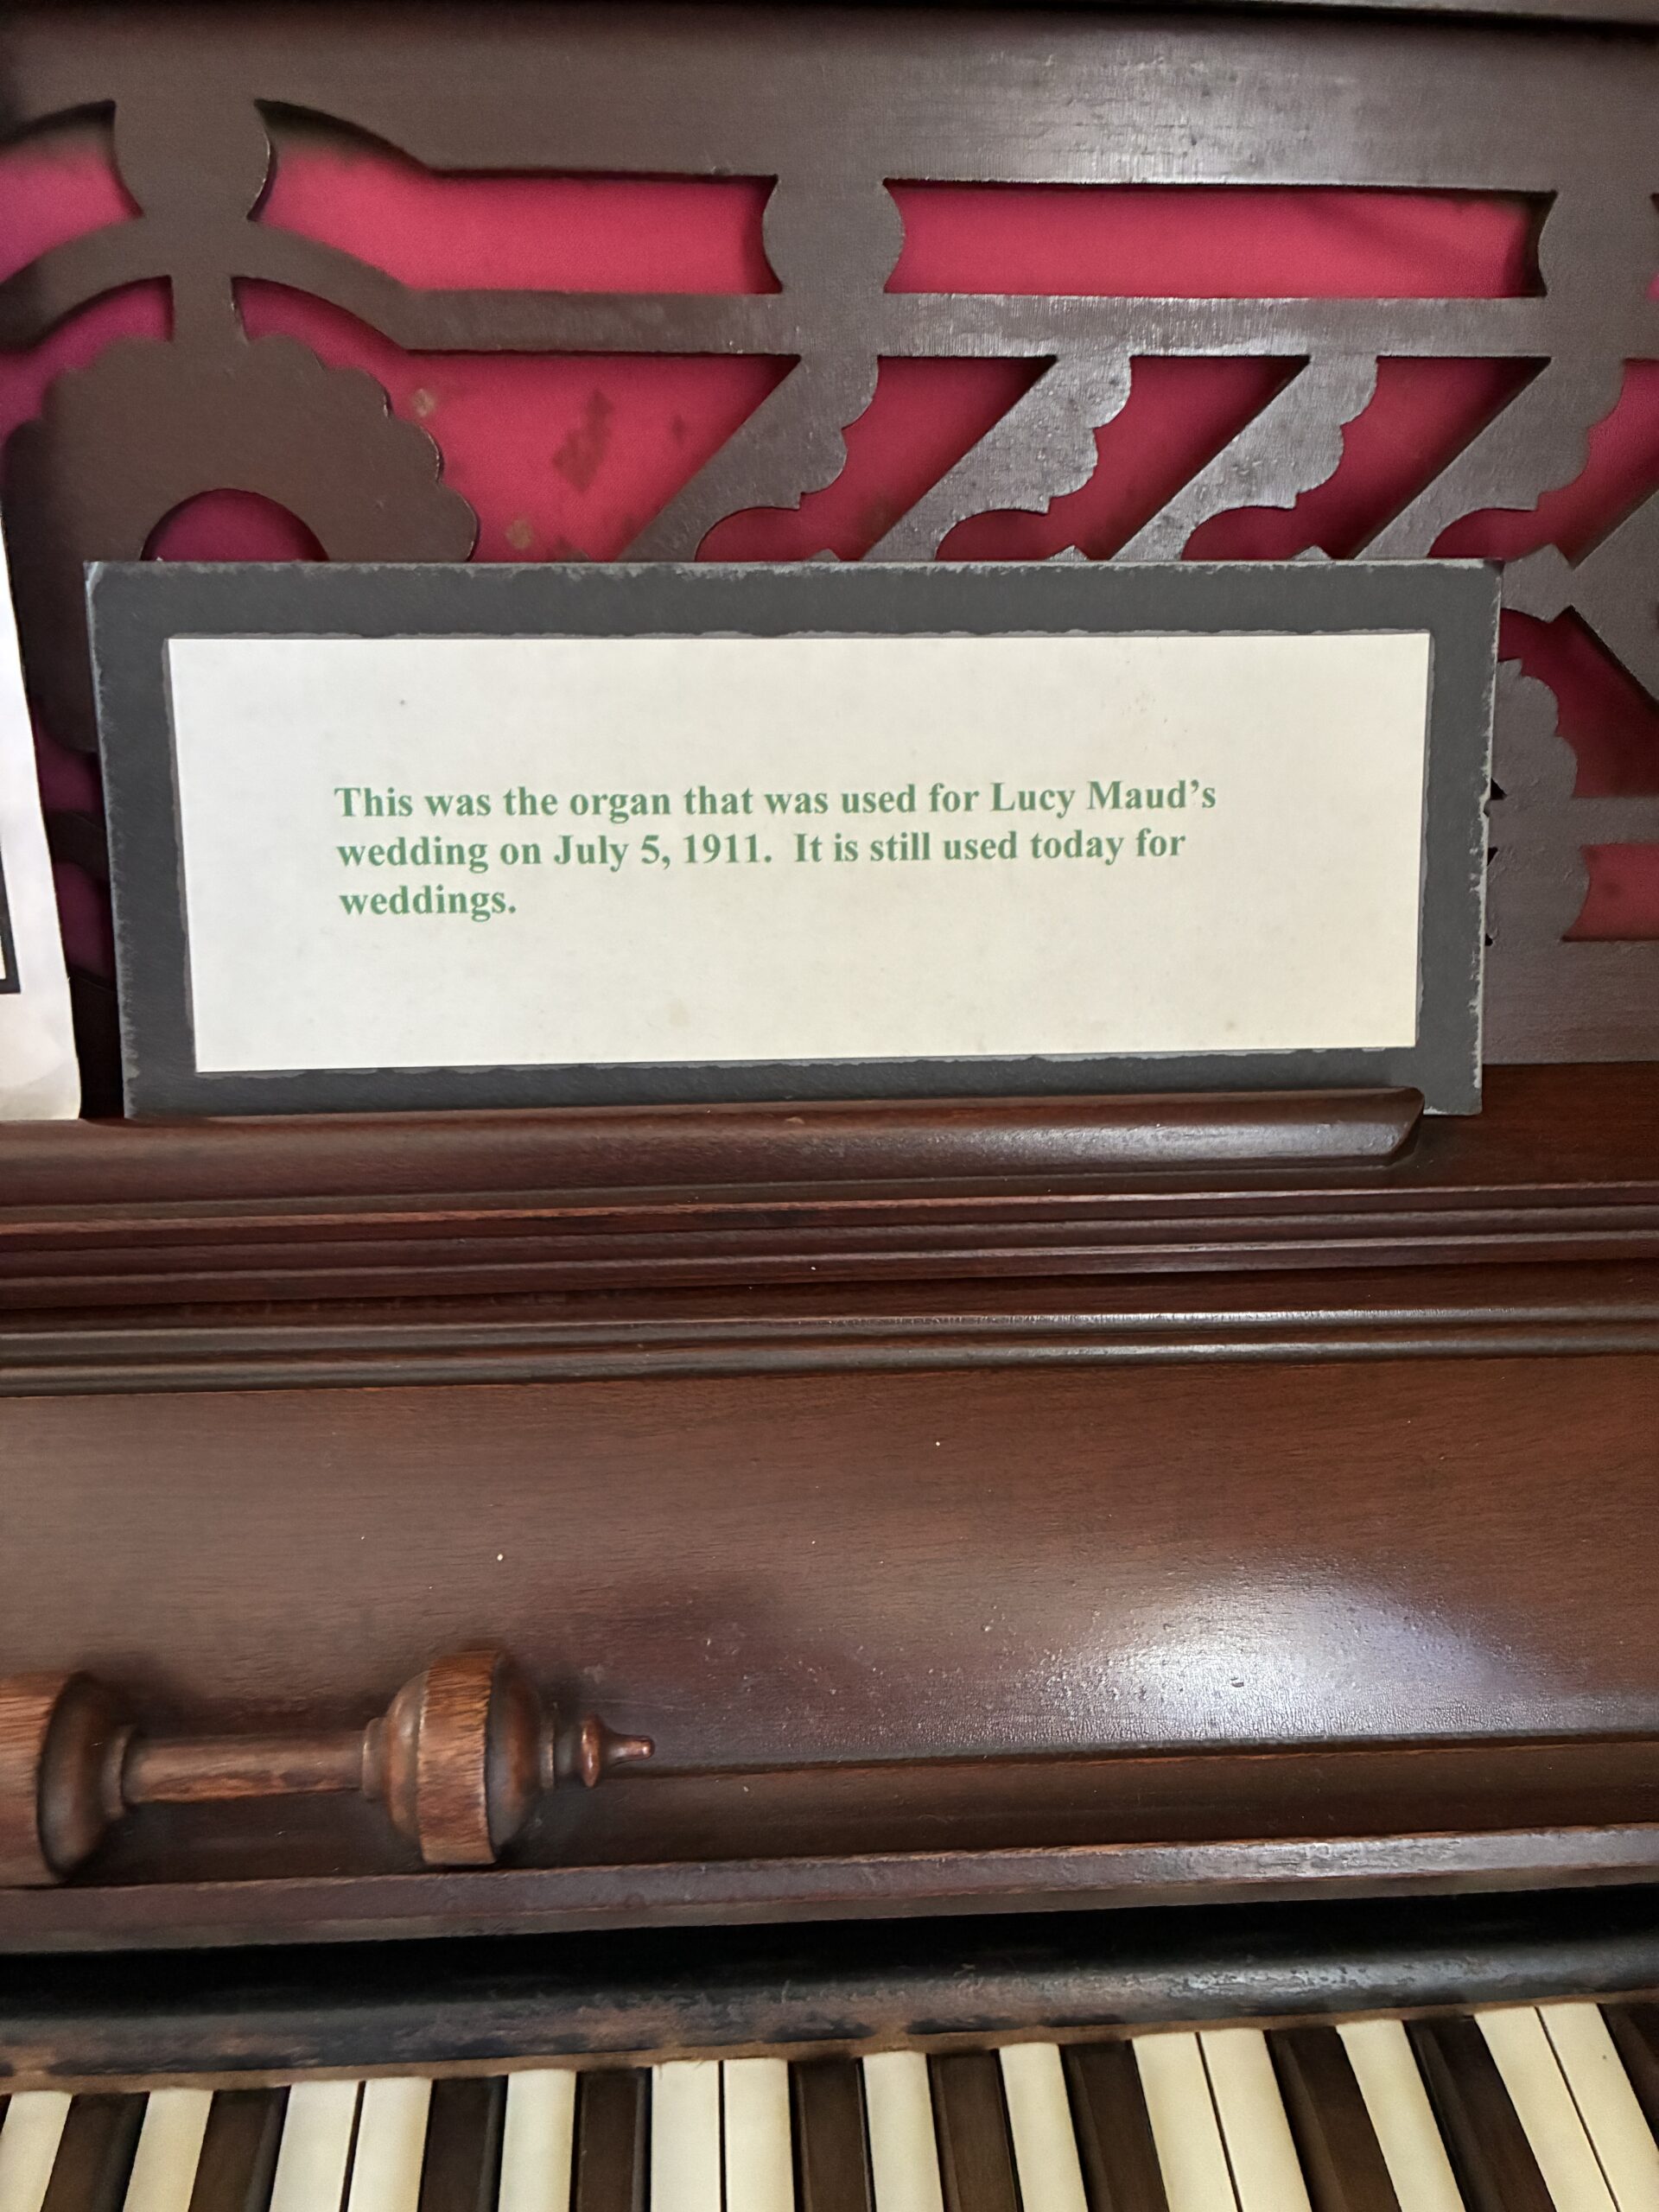 This was the organ that was used for Lucy Maud's
wedding on July 5, 1911.  It is still used today for
weddings.